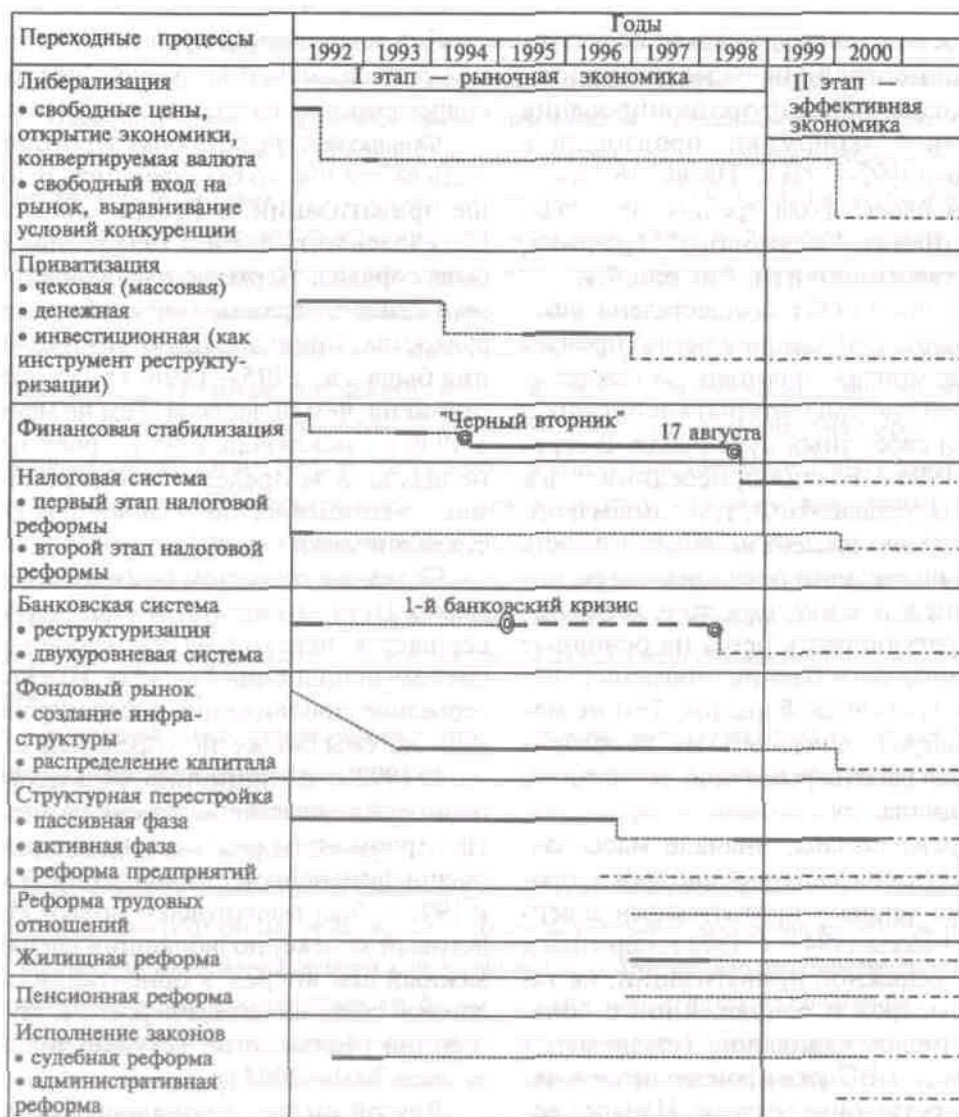 Переходные процессы
Годы
1992 1993 1994 1995 1996 1997 1998 1999 2000
Либерализация
I этап — рыночная экономика
II этап —
эффективная
экономика
• свободные цены,
открытие экономики,
конвертируемая валюта
• свободный вход на
рынок, выравнивание
условий конкуренции
Приватизация
• чековая (массовая)
• денежная
• инвестиционная (как
инструмент реструкту-
ризации)
Финансовая стабилизация
"Черный вторник"
17 августа
Налоговая система
• первый этап налоговой
реформы
• второй этап налоговой
реформы
Банковская система
1-й банковский кризис
• реструктуризация
• двухуровневая система
Фондовый рынок
• создание инфра-
структуры
• распределение капитала
Структурная перестройка
• пассивная фаза
• активная фаза
• реформа предприятий
Реформа трудовых
отношений
Жилищная реформа
Пенсионная реформа
Исполнение законов
• судебная реформа
• административная
реформа